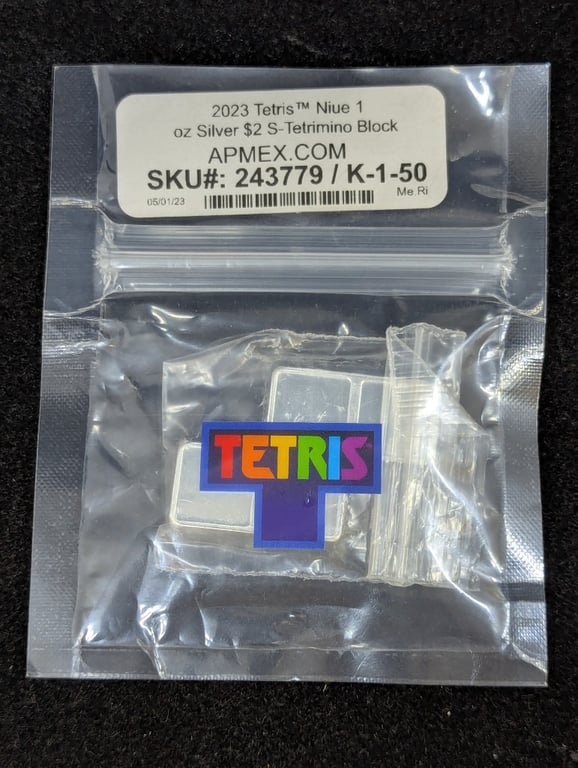 2023 Tetris™ Niue 1
oz Silver $2 S-Tetrimino Block
APMEX.COM
SKU#: 243779 / K-1-50
05/01/23
Me.Ri
TETRIS